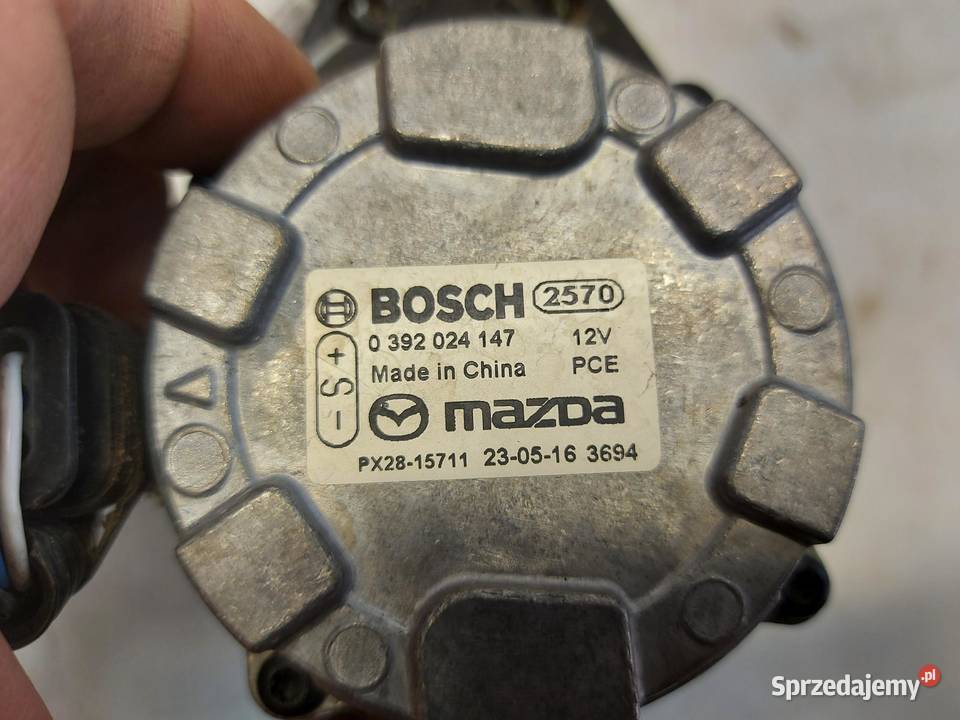 BOSCH 2570
0 392 024 147 12V
Made in China PCE
- S +
mazda
PX28-15711 23-05-16 3694
Sprzedajemy.pl